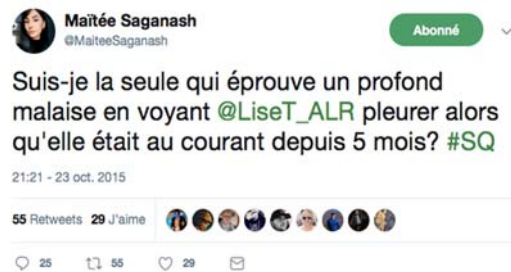 Maïtée Saganash
@MaiteeSaganash
Abonné
Suis-je la seule qui éprouve un profond
malaise en voyant @LiseT_ALR pleurer alors
qu'elle était au courant depuis 5 mois? #SQ
21:21 - 23 oct. 2015
55 Retweets 29 J'aime
25 55 29